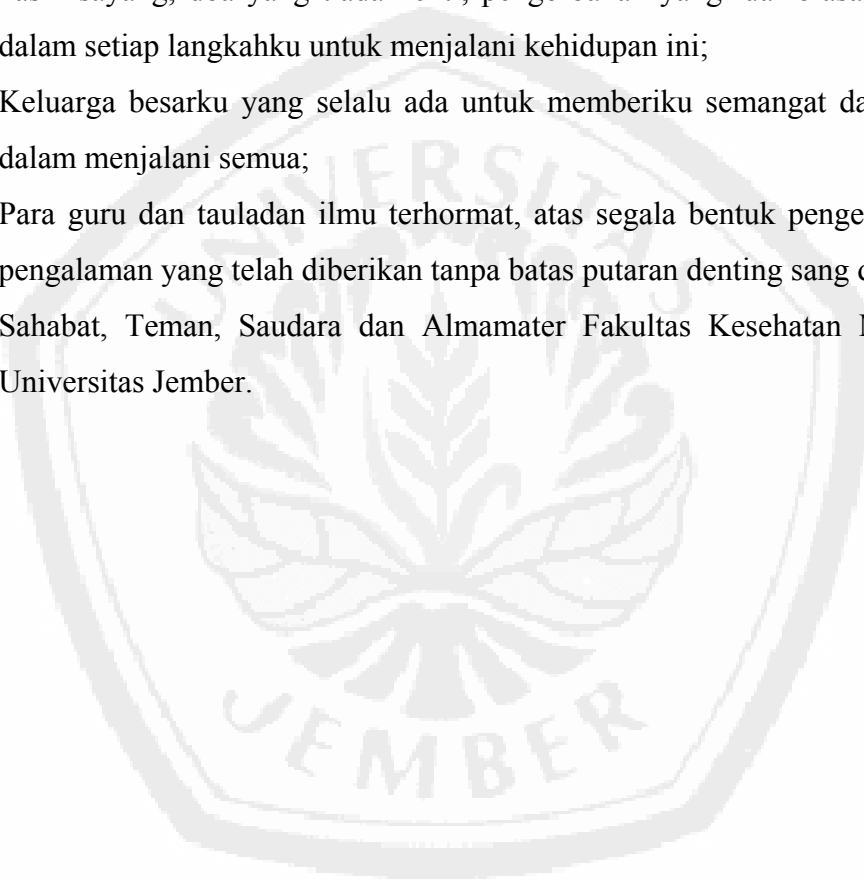 dalam setiap langkahku untuk menjalani kehidupan ini;
Keluarga besarku yang selalu ada untuk memberiku semangat
dalam menjalani semua;
Para guru dan tauladan ilmu terhormat, atas segala bentuk
pengalaman yang telah diberikan tanpa batas putaran denting sang
Sahabat, Teman, Saudara dan Almamater Fakultas Kesehatan
Universitas Jember.
UNIVERSITAS
JEMBER